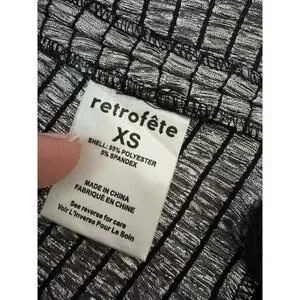 retrofête
XS
SHELL: 95% POLYESTER
5% SPANDEX
MADE IN CHINA
FABRIQUÉ EN CHINE
See reverse for care
Voir L'Inverse Pour Le Soin